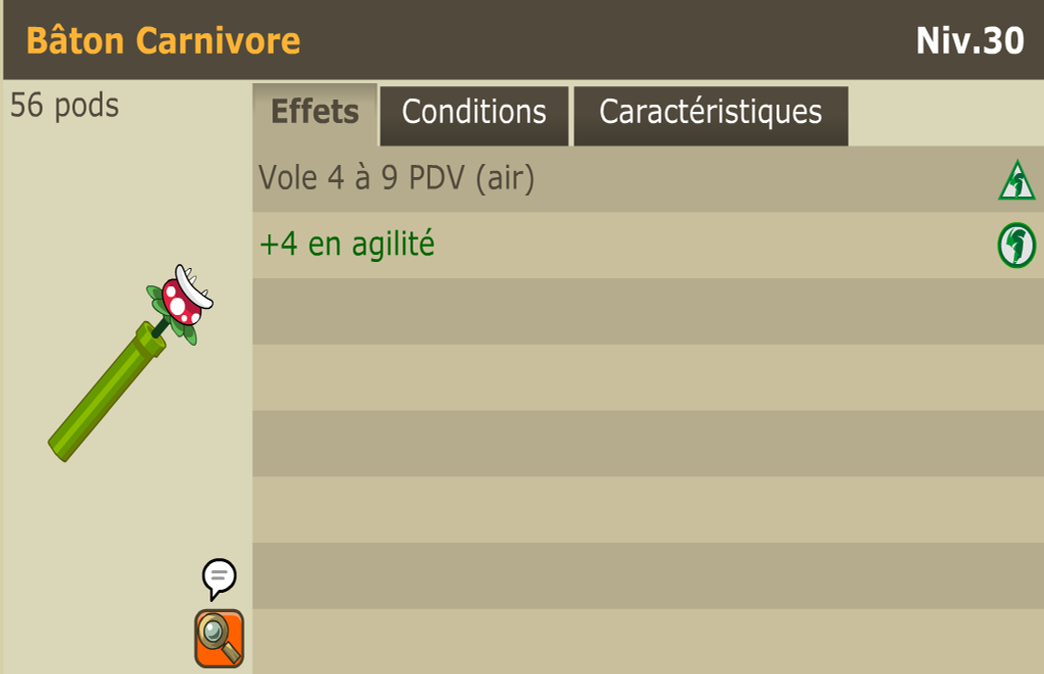 Bâton Carnivore
Niv.30
56 pods
Effets Conditions Caractéristiques
Vole 4 à 9 PDV (air)
+4 en agilité